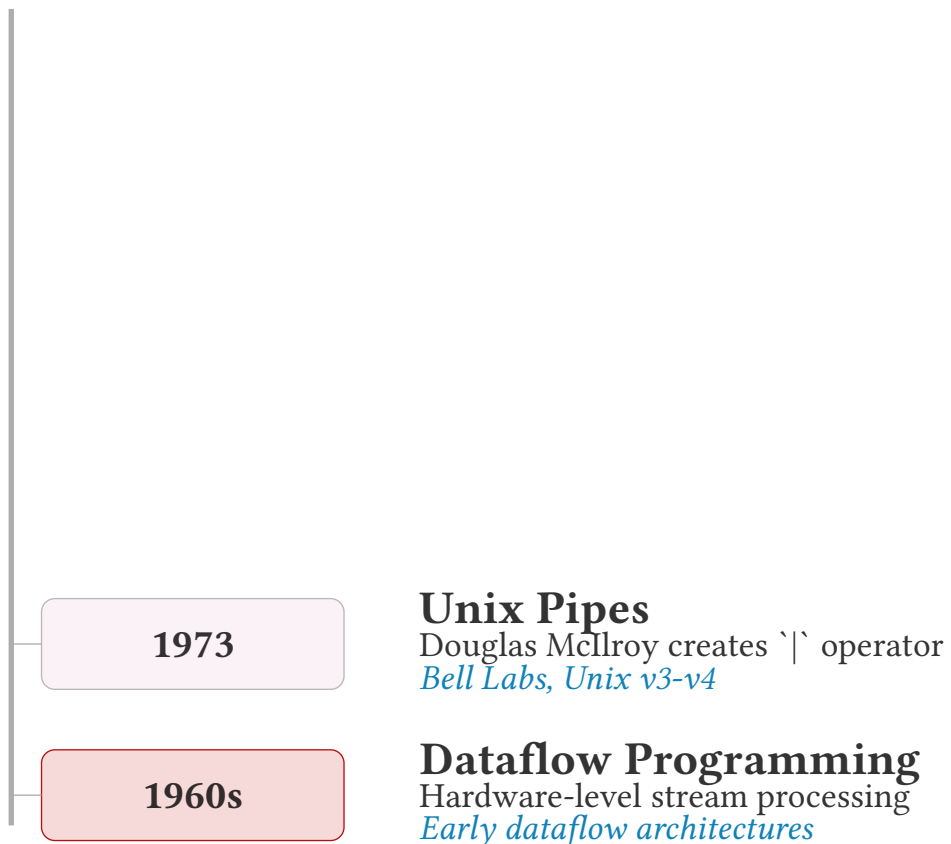 1973
Unix Pipes
Douglas McIlroy creates `|` operator
Bell Labs, Unix v3-v4
1960s
Dataflow Programming
Hardware-level stream processing
Early dataflow architectures